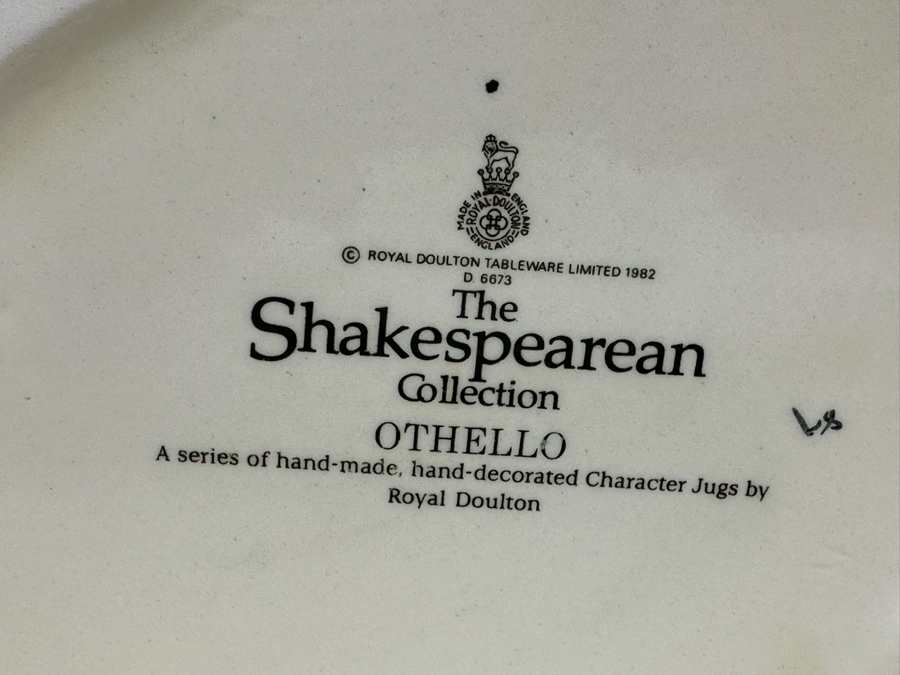 MADE IN ENGLAND
ROYAL DOULTON
ENGLAND
© ROYAL DOULTON TABLEWARE LIMITED 1982
D. 6673
The
Shakespearean
Collection
OTHELLO
A series of hand-made, hand-decorated Character Jugs by
Royal Doulton